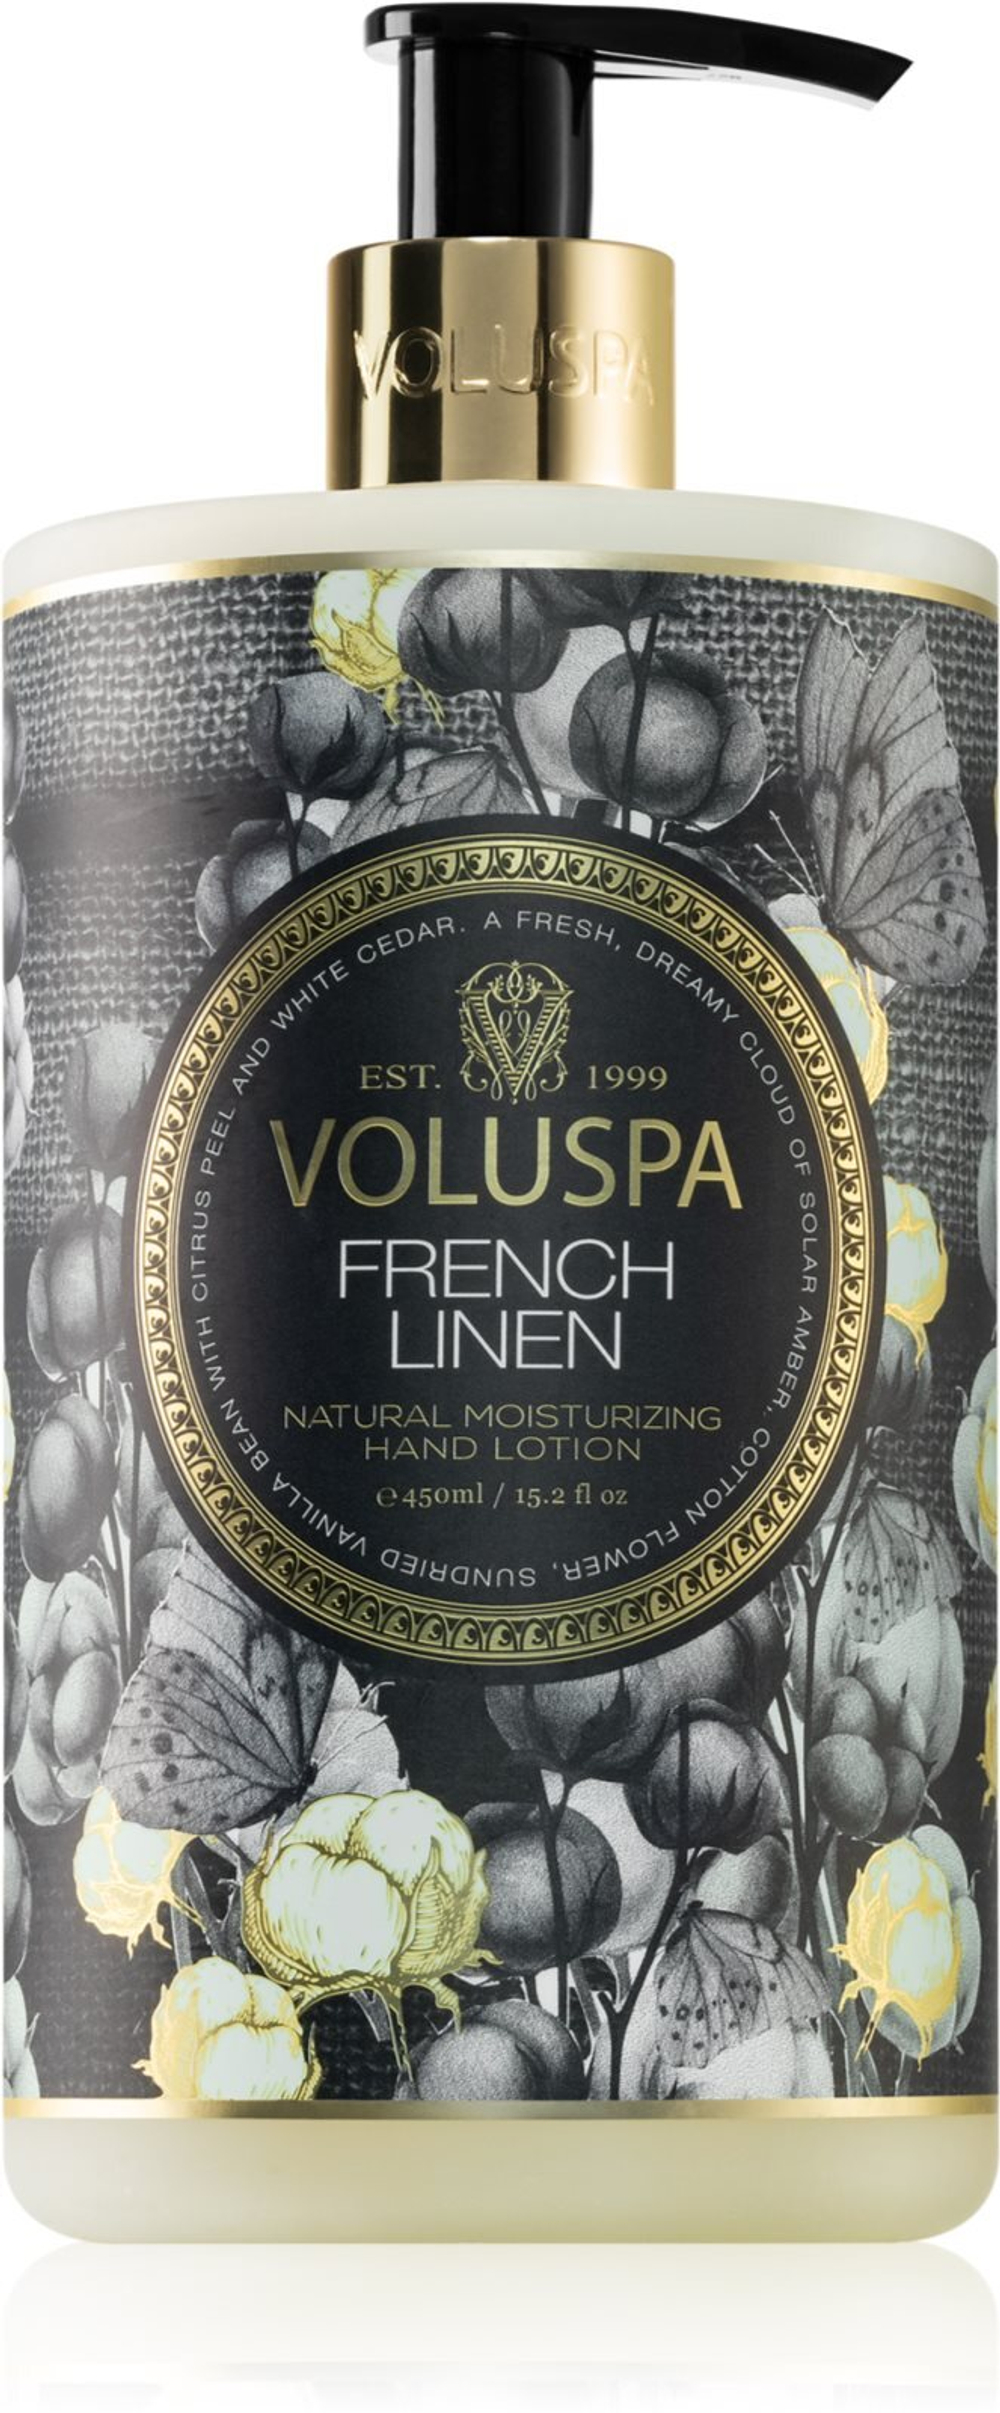 VOLUSPA
A FRESH, DREAMY CLOUD OF SOLAR AMBER, COTTON FLOWER, SUNDRIED VANILLA BEAN WITH CITRUS PEEL AND WHITE CEDAR.
EST. 1999
VOLUSPA
FRENCH
LINEN
NATURAL MOISTURIZING
HAND LOTION
℮450ml / 15.2 fl oz